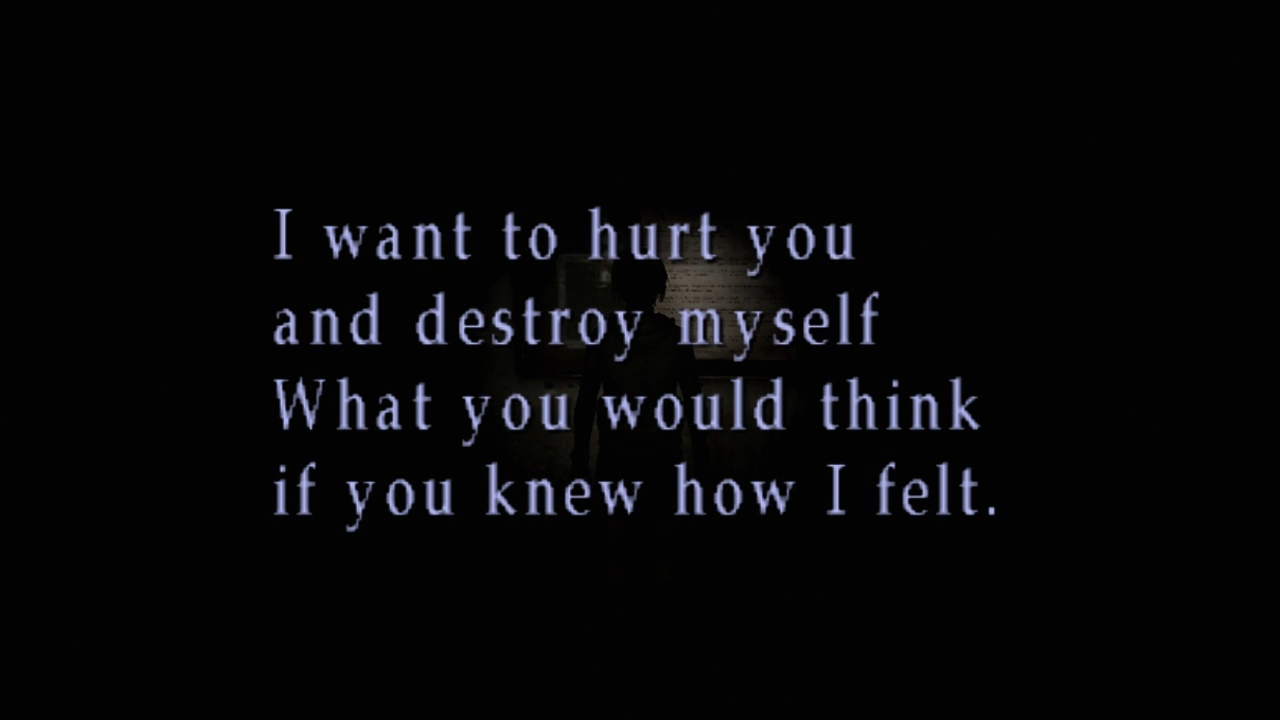 I want to hurt you
and destroy myself
What you would think
if you knew how I felt.